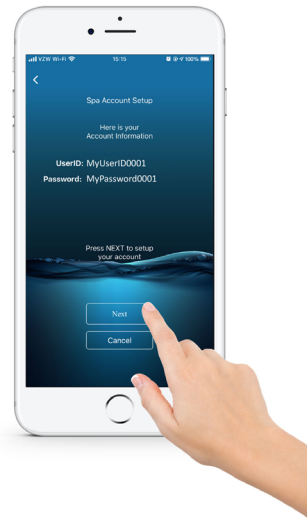 VZW Wi-Fi 15:15 100%
Spa Account Setup
Here is your
Account Information
UserID: MyUserID0001
Password: MyPassword0001
Press NEXT to setup
your account
Next
Cancel